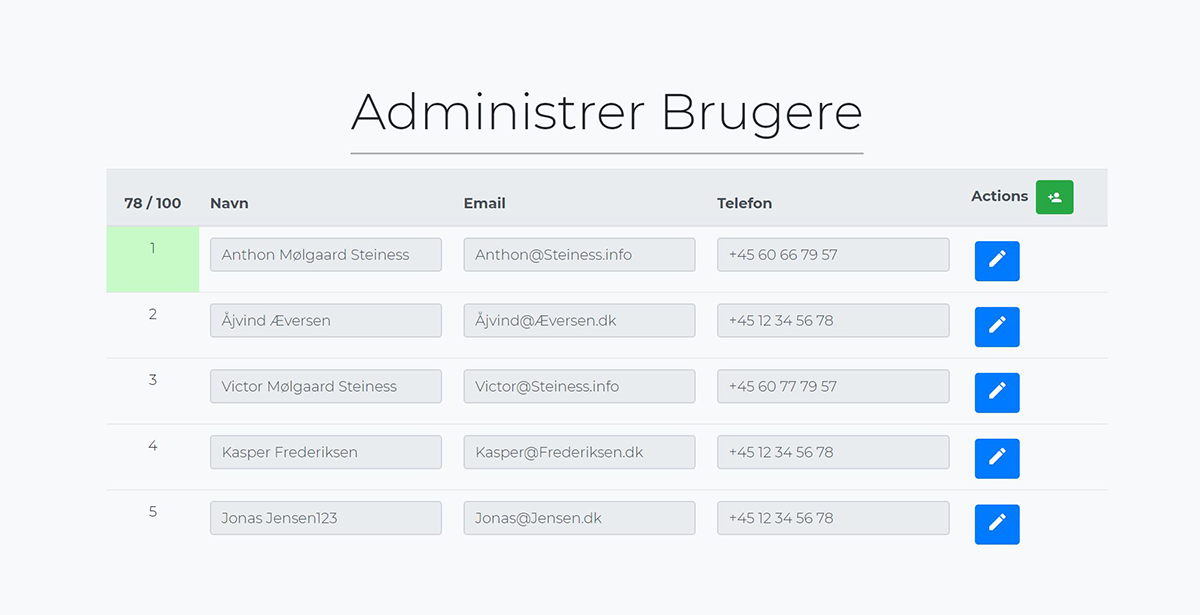 Administrer Brugere
78 / 100 Navn Email Telefon Actions
1 Anthon Mølgaard Steiness Anthon@Steiness.info +45 60 66 79 57
2 Åjvind Æversen Åjvind@Æversen.dk +45 12 34 56 78
3 Victor Mølgaard Steiness Victor@Steiness.info +45 60 77 79 57
4 Kasper Frederiksen Kasper@Frederiksen.dk +45 12 34 56 78
5 Jonas Jensen123 Jonas@Jensen.dk +45 12 34 56 78